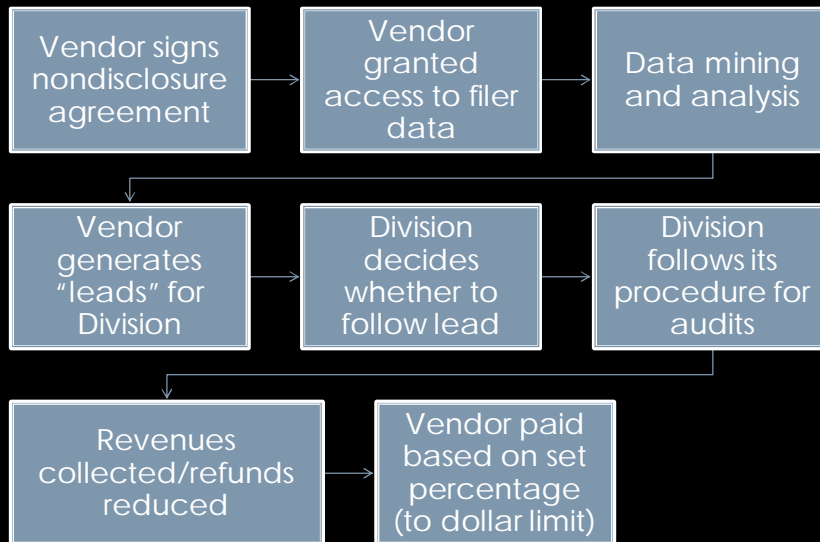 Vendor signs
nondisclosure
agreement
Vendor
granted
access to filer
data
Data mining
and analysis
Vendor
generates
“leads” for
Division
Division
decides
whether to
follow lead
Division
follows its
procedure for
audits
Revenues
collected/refunds
reduced
Vendor paid
based on set
percentage
(to dollar limit)